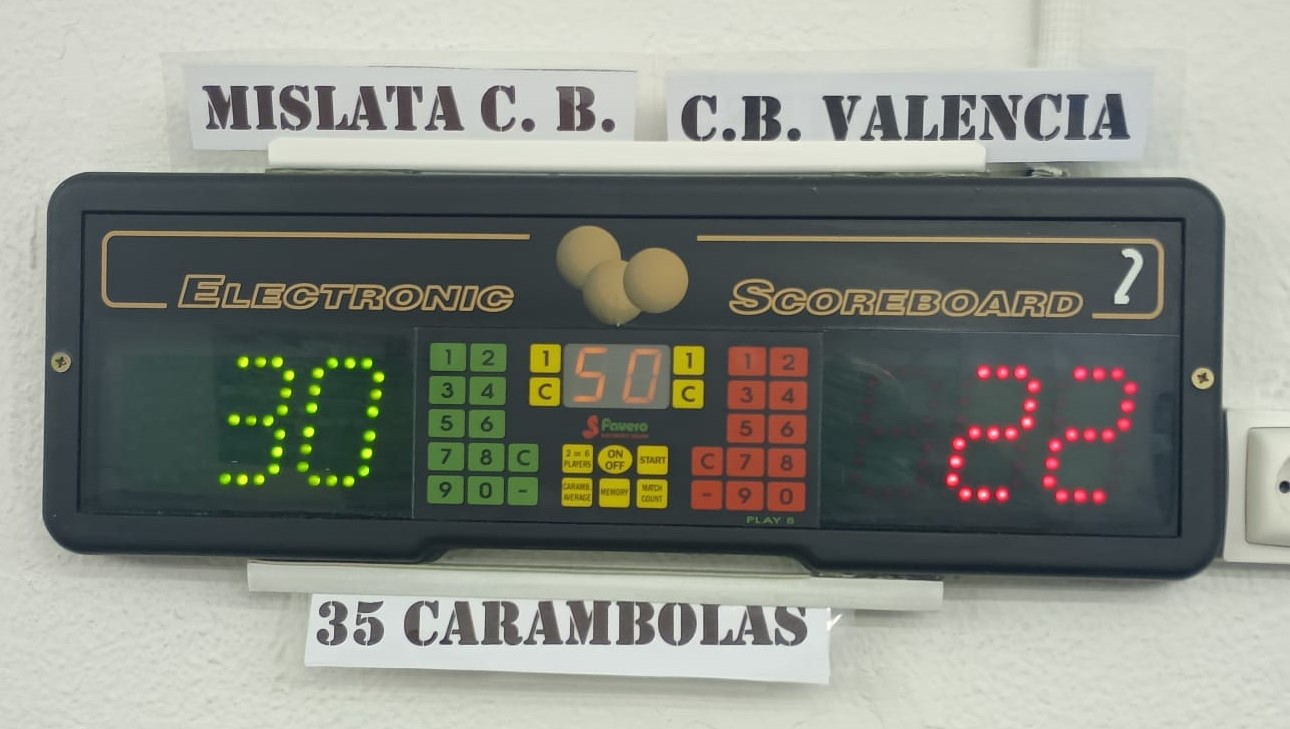 MISLATA C. B.
C.B. VALENCIA
ELECTRONIC
SCOREBOARD
2
30
1 2
3 4
5 6
7 8 C
9 0 -
1 50 1
C C
Favero
2 or 6 PLAYERS
ON OFF
START
CARAMB. AVERAGE
MEMORY
MATCH COUNT
1 2
3 4
5 6
C 7 8
- 9 0
PLAY 8
22
35 CARAMBOLAS